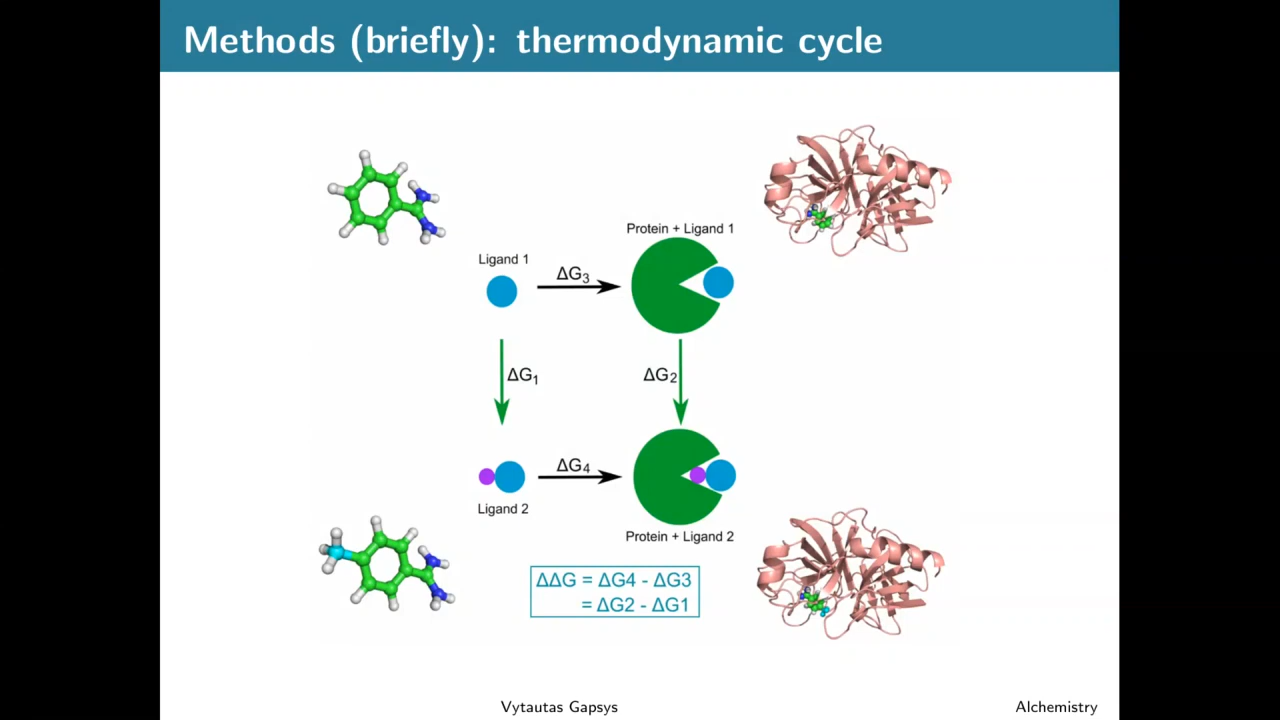 Methods (briefly): thermodynamic cycle
Protein + Ligand 1
Ligand 1
ΔG₃
ΔG₁
ΔG₂
ΔG₄
Ligand 2
Protein + Ligand 2
ΔΔG = ΔG4 - ΔG3
= ΔG2 - ΔG1
Vytautas Gapsys
Alchemistry